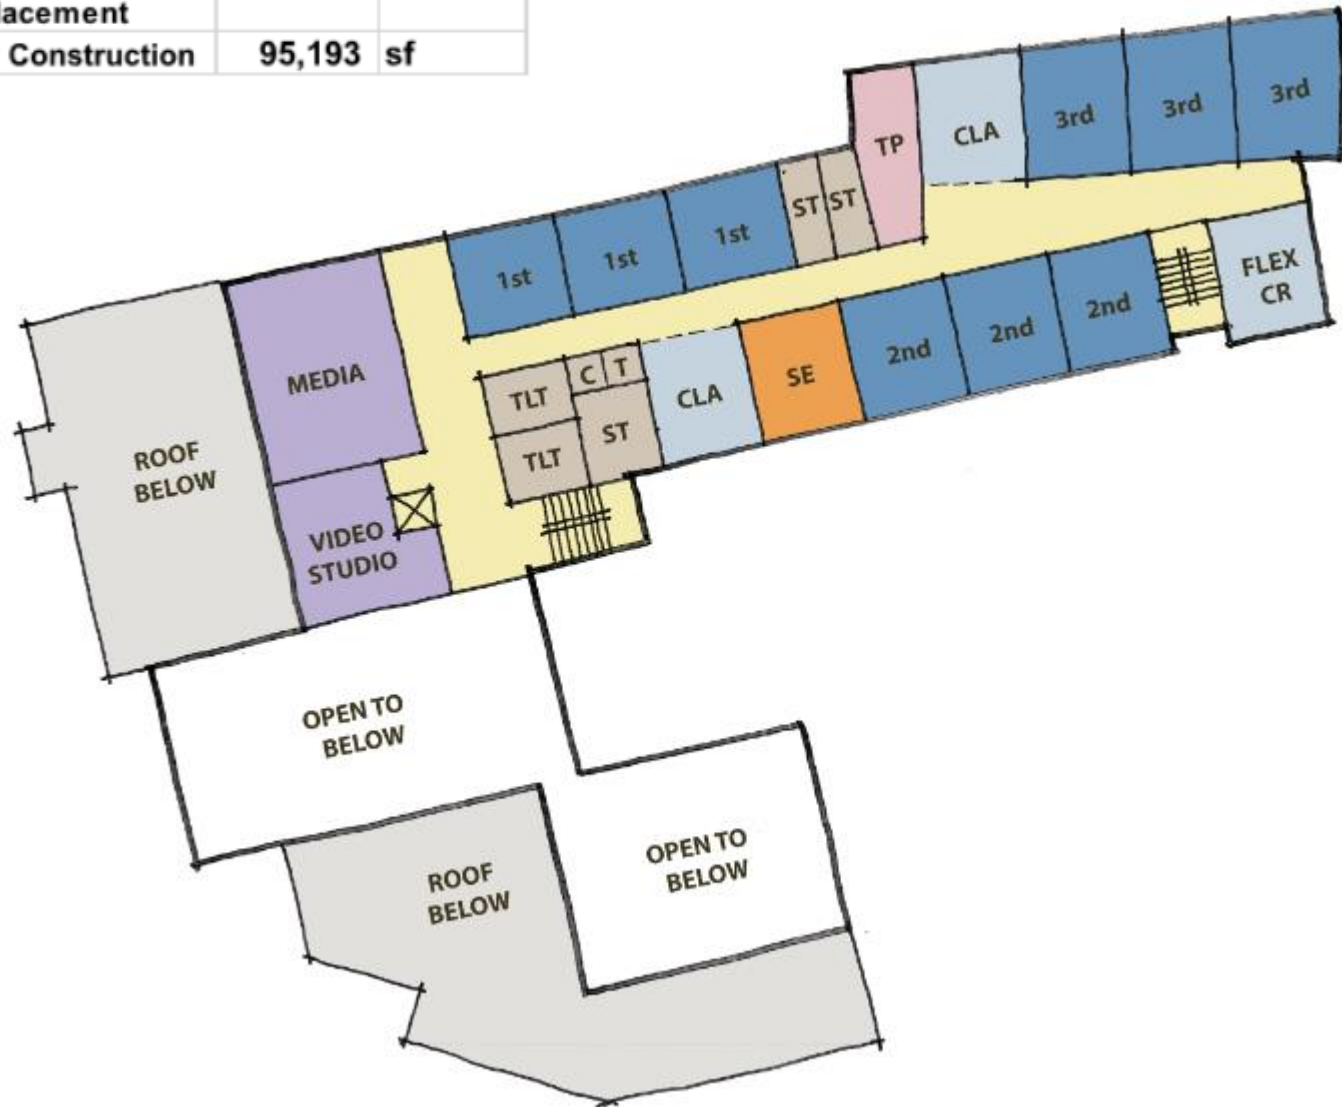 lacement
Construction 95,193 sf
TP
CLA
3rd
3rd
3rd
1st
1st
1st
ST
ST
FLEX
CR
MEDIA
TLT
C
T
CLA
SE
2nd
2nd
2nd
TLT
ST
ROOF
BELOW
VIDEO
STUDIO
OPEN TO
BELOW
ROOF
BELOW
OPEN TO
BELOW